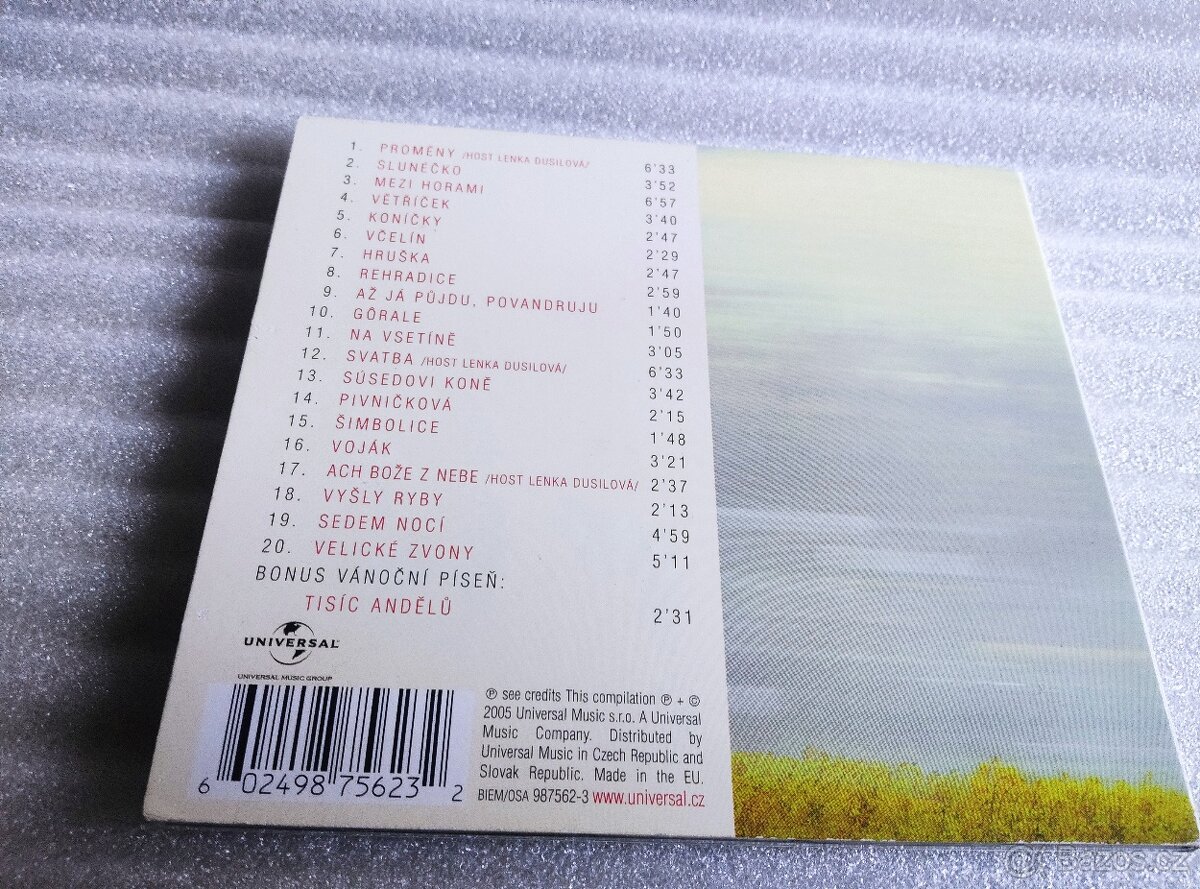 1. PROMĚNY /HOST LENKA DUSILOVÁ/ 6'33
2. SLUNÉČKO 3'52
3. MEZI HORAMI 6'57
4. VĚTŘÍČEK 3'40
5. KONÍČKY 2'47
6. VČELÍN 2'29
7. HRUŠKA 2'47
8. REHRADICE 2'59
9. AŽ JÁ PŮJDU, POVANDRUJU 1'40
10. GÔRALE 1'50
11. NA VSETÍNĚ 3'05
12. SVATBA /HOST LENKA DUSILOVÁ/ 6'33
13. SÚSEDOVI KONĚ 3'42
14. PIVNIČKOVÁ 2'15
15. ŠIMBOLICE 1'48
16. VOJÁK 3'21
17. ACH BOŽE Z NEBE /HOST LENKA DUSILOVÁ/ 2'37
18. VYŠLY RYBY 2'13
19. SEDEM NOCÍ 4'59
20. VELICKÉ ZVONY 5'11
BONUS VÁNOČNÍ PÍSEŇ:
TISÍC ANDĚLŮ 2'31
UNIVERSAL
UNIVERSAL MUSIC GROUP
6 02498 75623 2
℗ see credits This compilation ℗ + ©
2005 Universal Music s.r.o. A Universal
Music Company. Distributed by
Universal Music in Czech Republic and
Slovak Republic. Made in the EU.
BIEM/OSA 987562-3 www.universal.cz
Bazos.cz